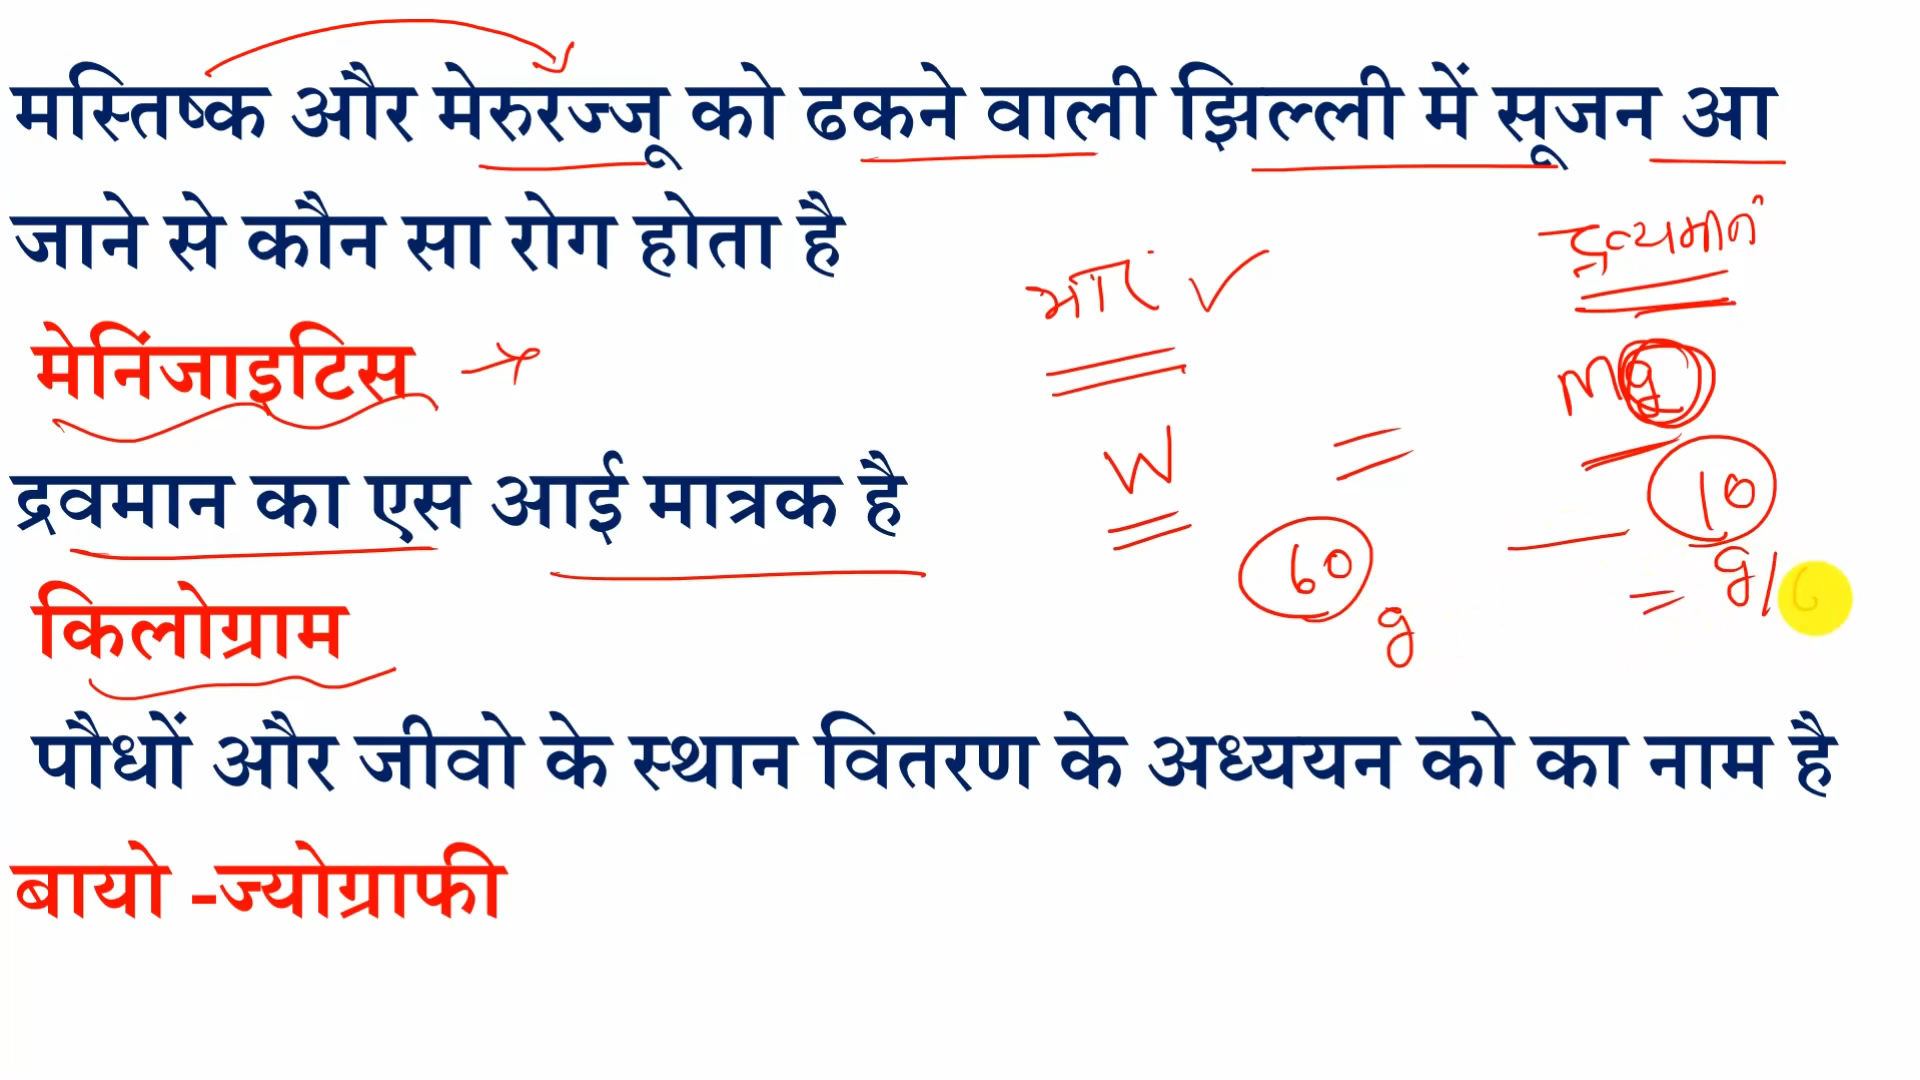 मस्तिष्क और मेरुरज्जू को ढकने वाली झिल्ली में सूजन आ
जाने से कौन सा रोग होता है
द्रव्यमान
भार ✓
मेनिंजाइटिस →
Mg
द्रवमान का एस आई मात्रक है
W =
10
60 g
= g/6
किलोग्राम
पौधों और जीवो के स्थान वितरण के अध्ययन को का नाम है
बायो -ज्योग्राफी